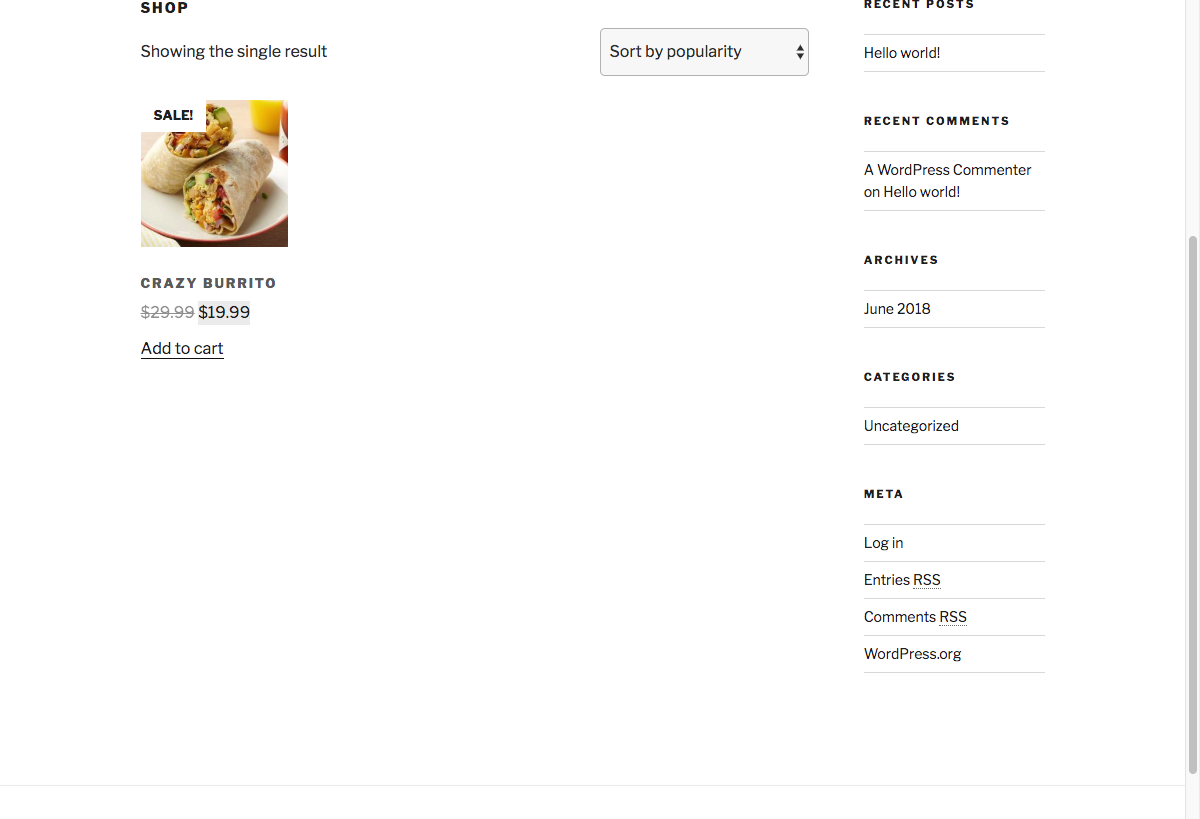 SHOP
Showing the single result
Sort by popularity
SALE!
CRAZY BURRITO
$29.99 $19.99
Add to cart
RECENT POSTS
Hello world!
RECENT COMMENTS
A WordPress Commenter
on Hello world!
ARCHIVES
June 2018
CATEGORIES
Uncategorized
META
Log in
Entries RSS
Comments RSS
WordPress.org